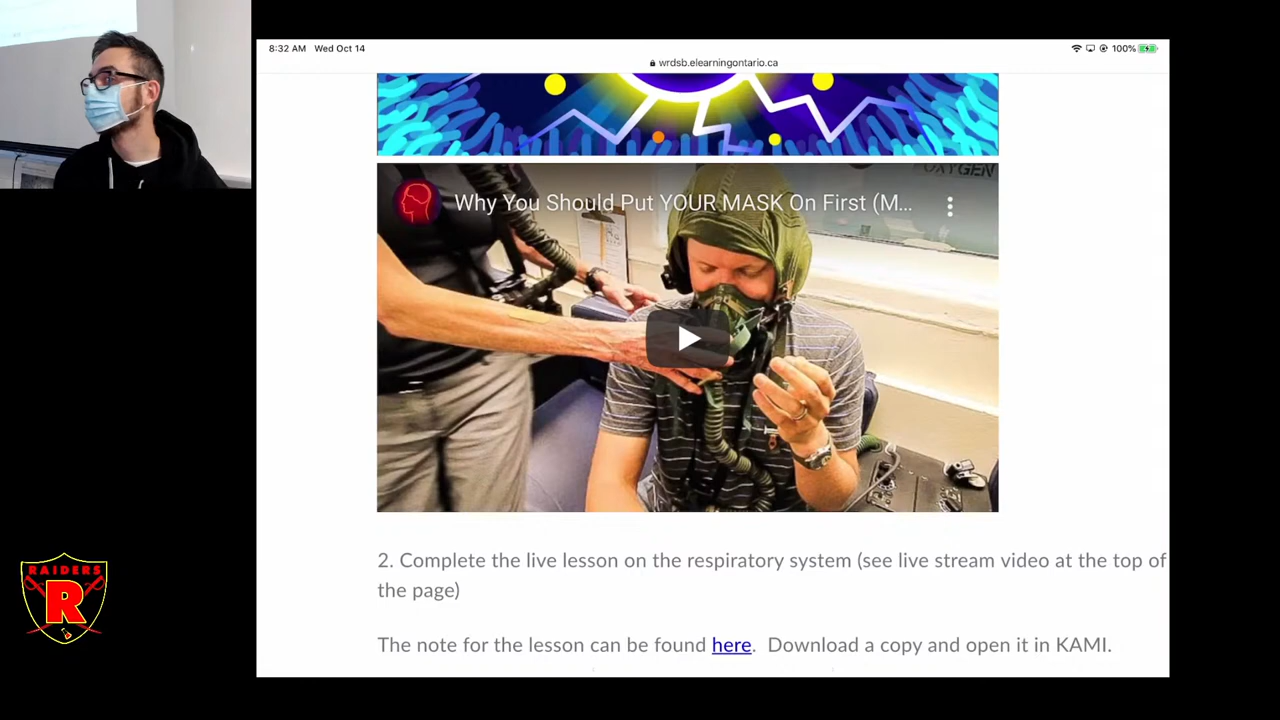 8:32 AM Wed Oct 14
100%
wrdsb.elearningontario.ca
OXYGEN
Why You Should Put YOUR MASK On First (M...
2. Complete the live lesson on the respiratory system (see live stream video at the top of
the page)
RAIDERS
R
The note for the lesson can be found here. Download a copy and open it in KAMI.